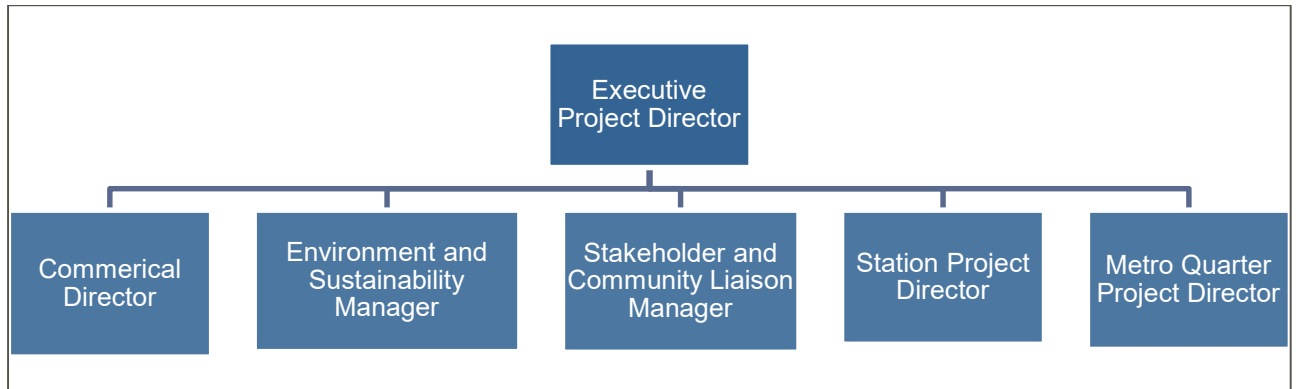 Executive
Project Director
Commerical
Director
Environment and
Sustainability
Manager
Stakeholder and
Community Liaison
Manager
Station Project
Director
Metro Quarter
Project Director